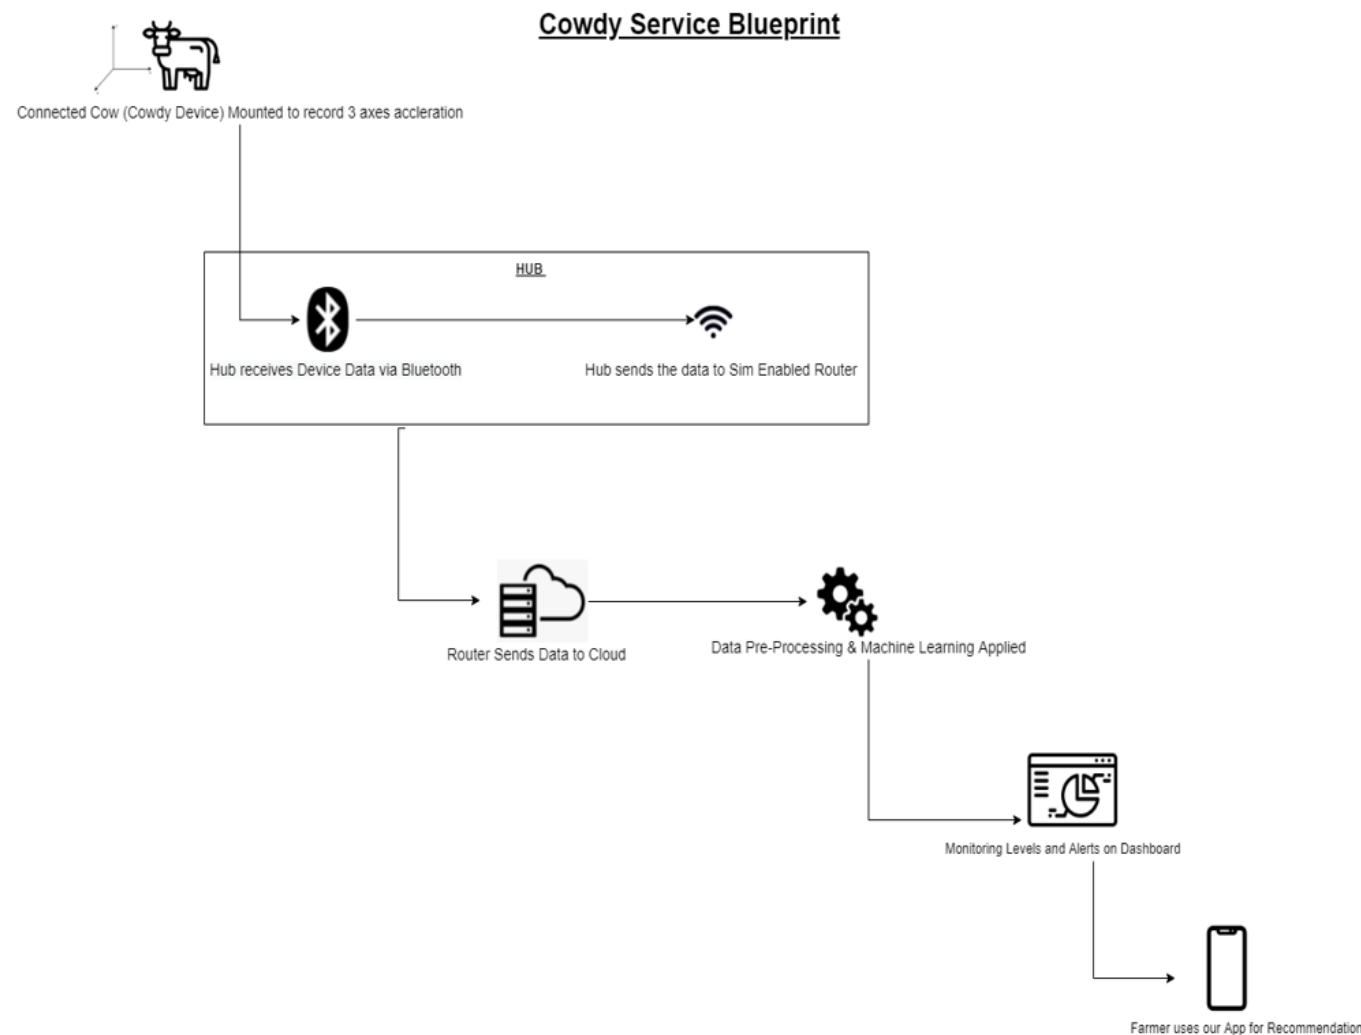 Cowdy Service Blueprint
Connected Cow (Cowdy Device) Mounted to record 3 axes accleration
HUB
Hub receives Device Data via Bluetooth
Hub sends the data to Sim Enabled Router
Router Sends Data to Cloud
Data Pre-Processing & Machine Learning Applied
Monitoring Levels and Alerts on Dashboard
Farmer uses our App for Recommendation